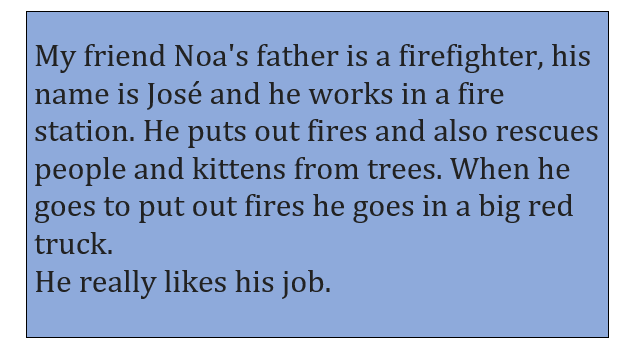 My friend Noa's father is a firefighter, his
name is José and he works in a fire
station. He puts out fires and also rescues
people and kittens from trees. When he
goes to put out fires he goes in a big red
truck.
He really likes his job.